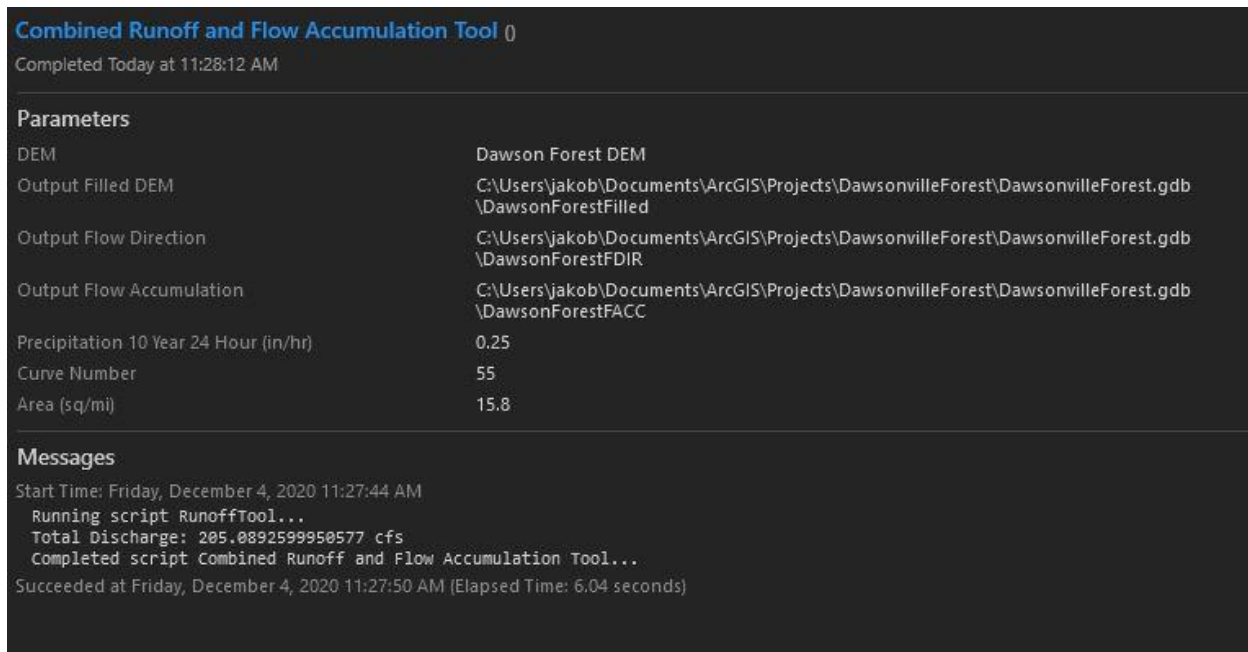 Combined Runoff and Flow Accumulation Tool ()
Completed Today at 11:28:12 AM
Parameters
DEM Dawson Forest DEM
Output Filled DEM C:\Users\jakob\Documents\ArcGIS\Projects\DawsonvilleForest\DawsonvilleForest.gdb
\DawsonForestFilled
Output Flow Direction C:\Users\jakob\Documents\ArcGIS\Projects\DawsonvilleForest\DawsonvilleForest.gdb
\DawsonForestFDIR
Output Flow Accumulation C:\Users\jakob\Documents\ArcGIS\Projects\DawsonvilleForest\DawsonvilleForest.gdb
\DawsonForestFACC
Precipitation 10 Year 24 Hour (in/hr) 0.25
Curve Number 55
Area (sq/mi) 15.8
Messages
Start Time: Friday, December 4, 2020 11:27:44 AM
Running script RunoffTool...
Total Discharge: 205.0892599950577 cfs
Completed script Combined Runoff and Flow Accumulation Tool...
Succeeded at Friday, December 4, 2020 11:27:50 AM (Elapsed Time: 6.04 seconds)